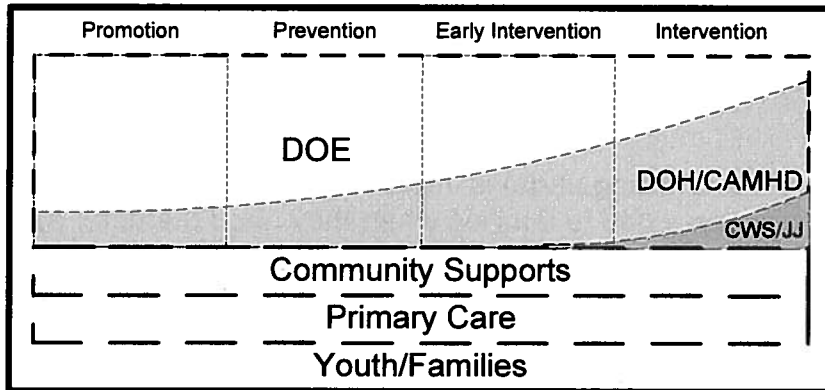 Promotion Prevention Early Intervention Intervention
DOE
DOH/CAMHD
CWS/JJ
Community Supports
Primary Care
Youth/Families